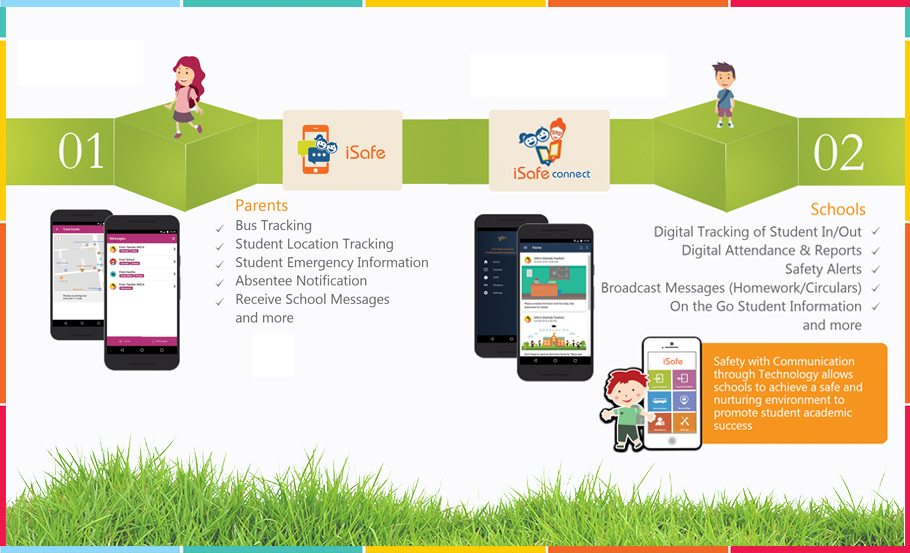 01
iSafe
iSafe connect
02
Parents
Bus Tracking
Student Location Tracking
Student Emergency Information
Absentee Notification
Receive School Messages
and more
Schools
Digital Tracking of Student In/Out
Digital Attendance & Reports
Safety Alerts
Broadcast Messages (Homework/Circulars)
On the Go Student Information
and more
Messages
Home
iSafe
Safety with Communication
through Technology allows
schools to achieve a safe and
nurturing environment to
promote student academic
success